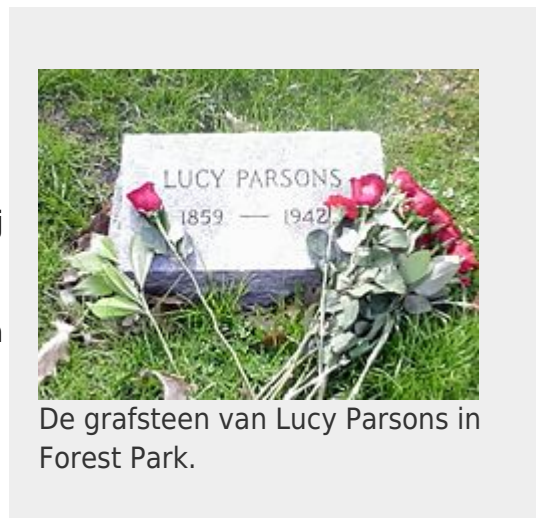 LUCY PARSONS
1859 — 1942
De grafsteen van Lucy Parsons in
Forest Park.